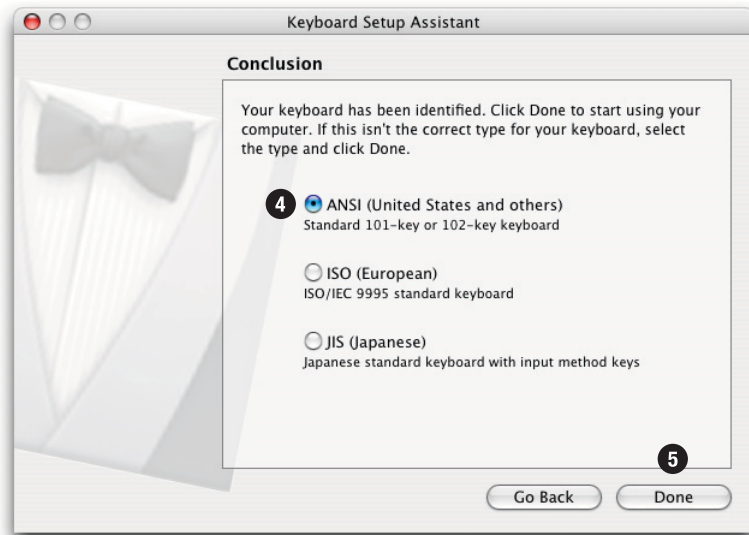 Keyboard Setup Assistant
Conclusion
Your keyboard has been identified. Click Done to start using your
computer. If this isn't the correct type for your keyboard, select
the type and click Done.
4 ANSI (United States and others)
Standard 101-key or 102-key keyboard
ISO (European)
ISO/IEC 9995 standard keyboard
JIS (Japanese)
Japanese standard keyboard with input method keys
5
Go Back Done